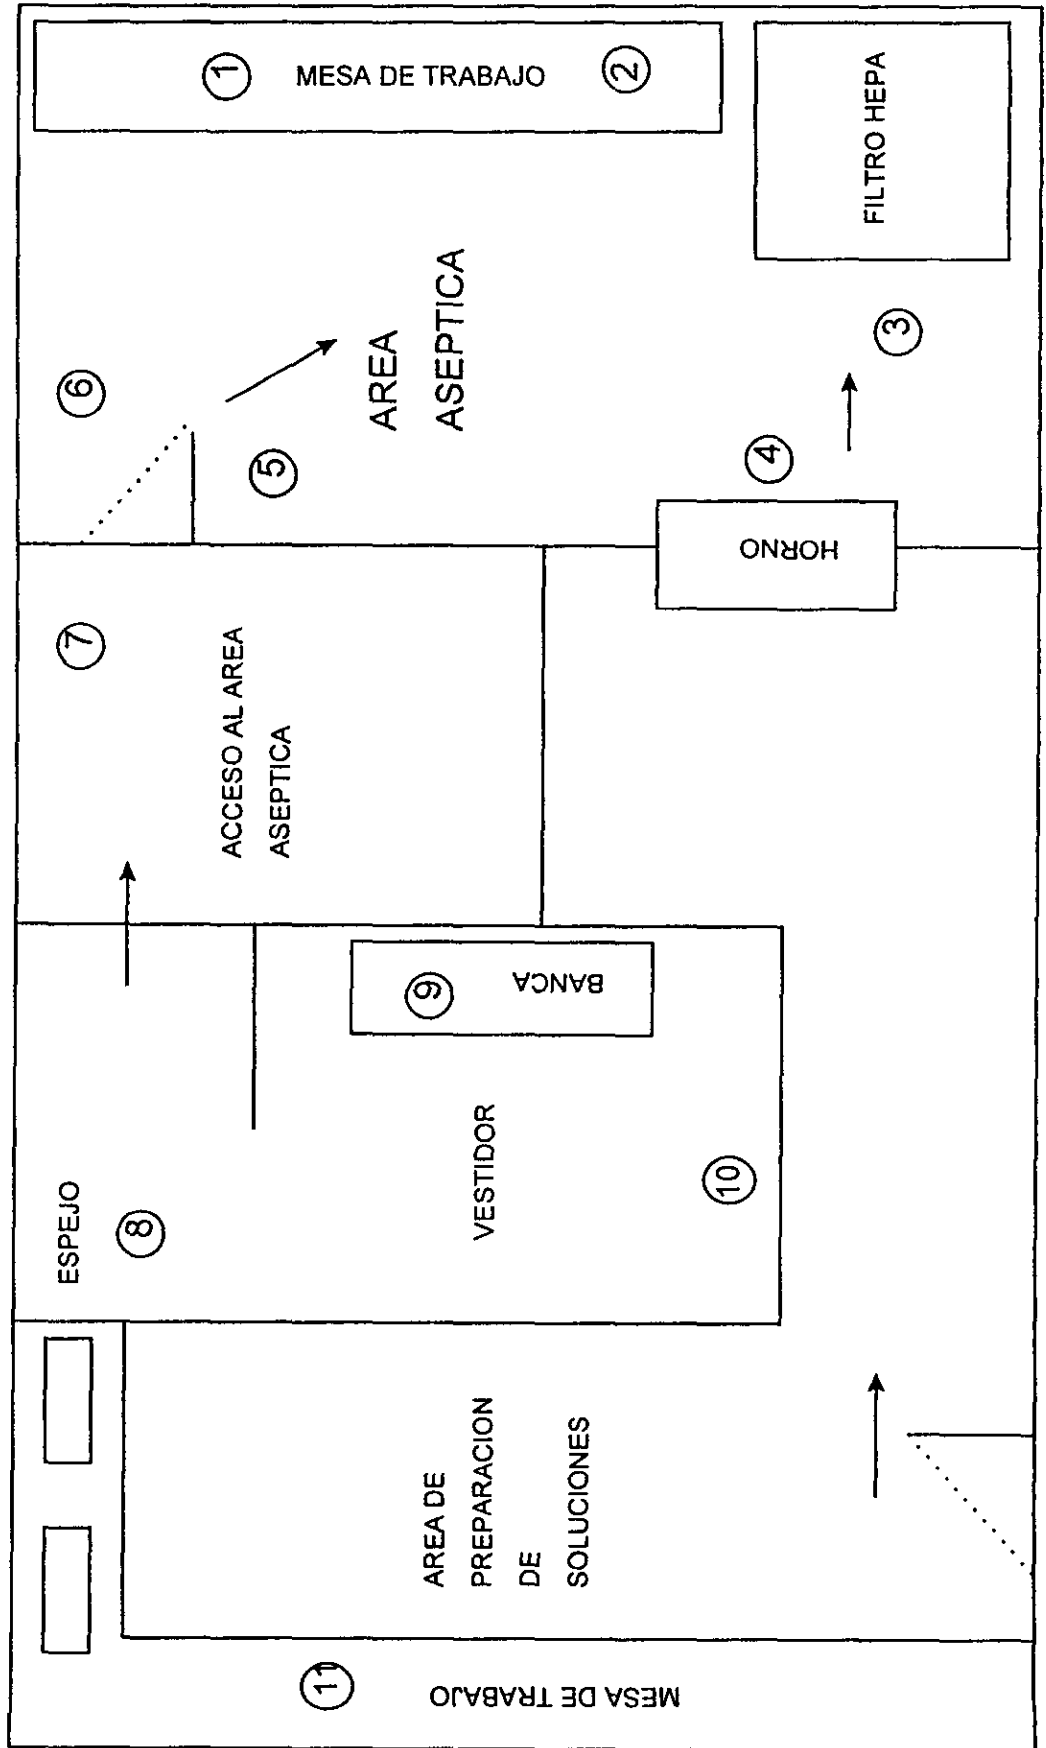 1
MESA DE TRABAJO
2
FILTRO HEPA
3
AREA
ASEPTICA
6
5
4
HORNO
7
ACCESO AL AREA
ASEPTICA
9
BANCA
ESPEJO
8
VESTIDOR
10
AREA DE
PREPARACION
DE
SOLUCIONES
11
MESA DE TRABAJO